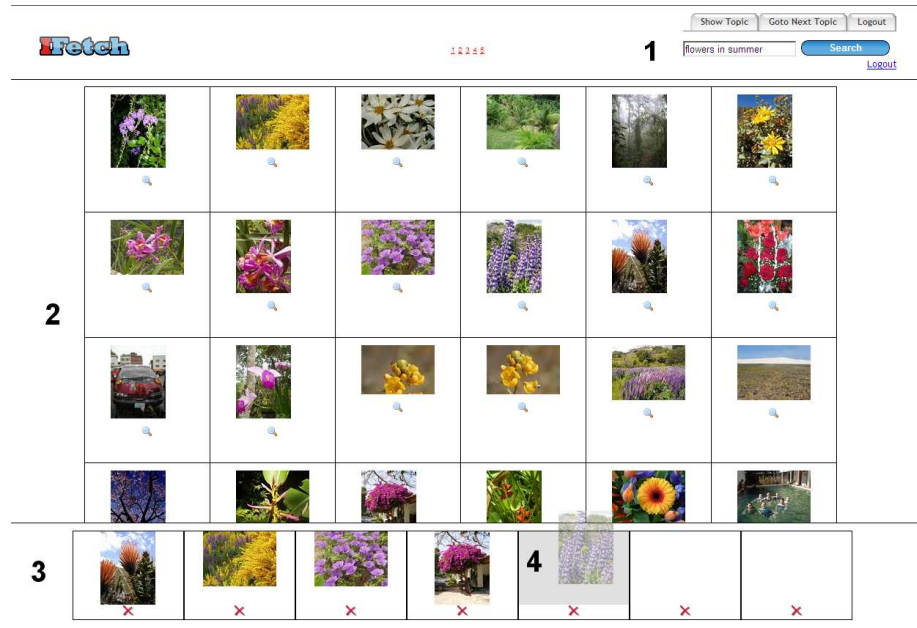 Show Topic Goto Next Topic Logout
IFetch
1 2 3 4 5
1
flowers in summer Search
Logout
2
3
4